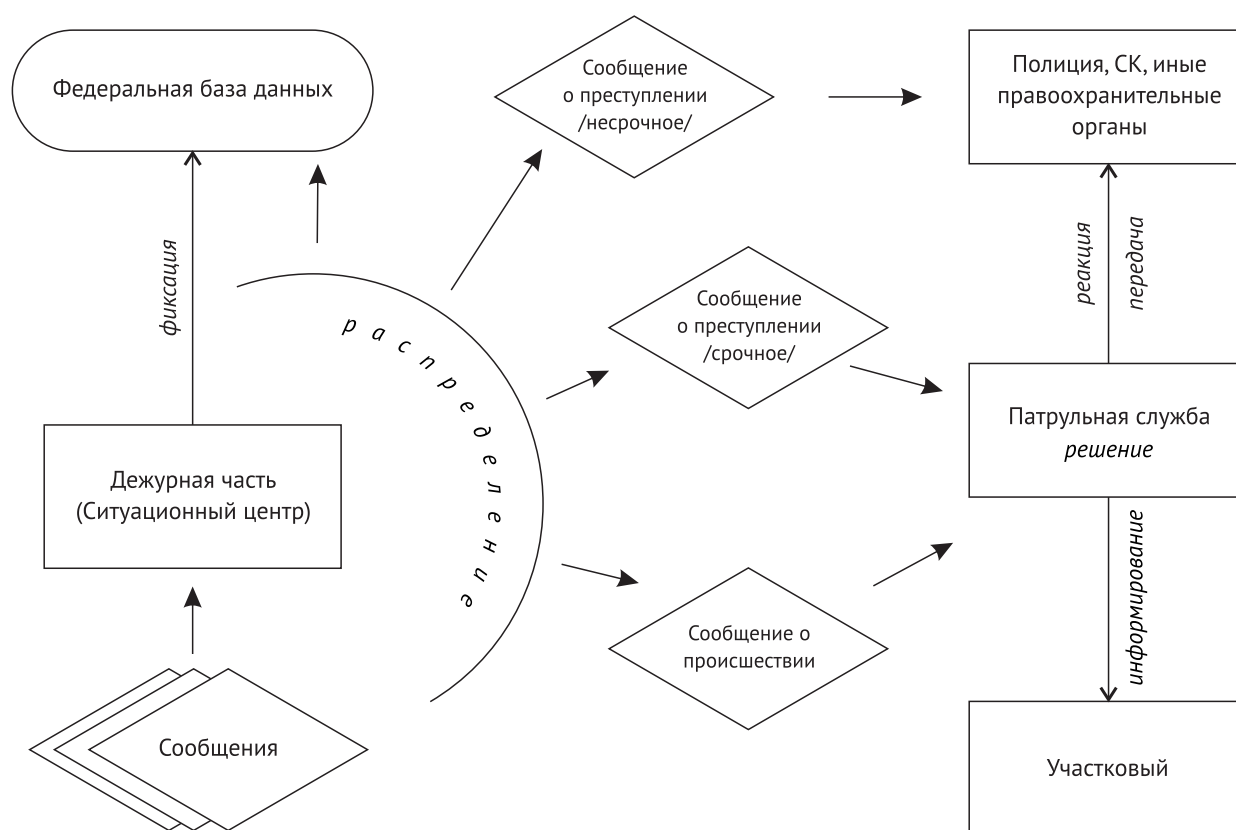 Федеральная база данных
Сообщение
о преступлении
/несрочное/
Полиция, СК, иные
правоохранительные
органы
фиксация
распределение
Сообщение
о преступлении
/срочное/
реакция
передача
Дежурная часть
(Ситуационный центр)
Патрульная служба
решение
Сообщение о
происшествии
информирование
Сообщения
Участковый